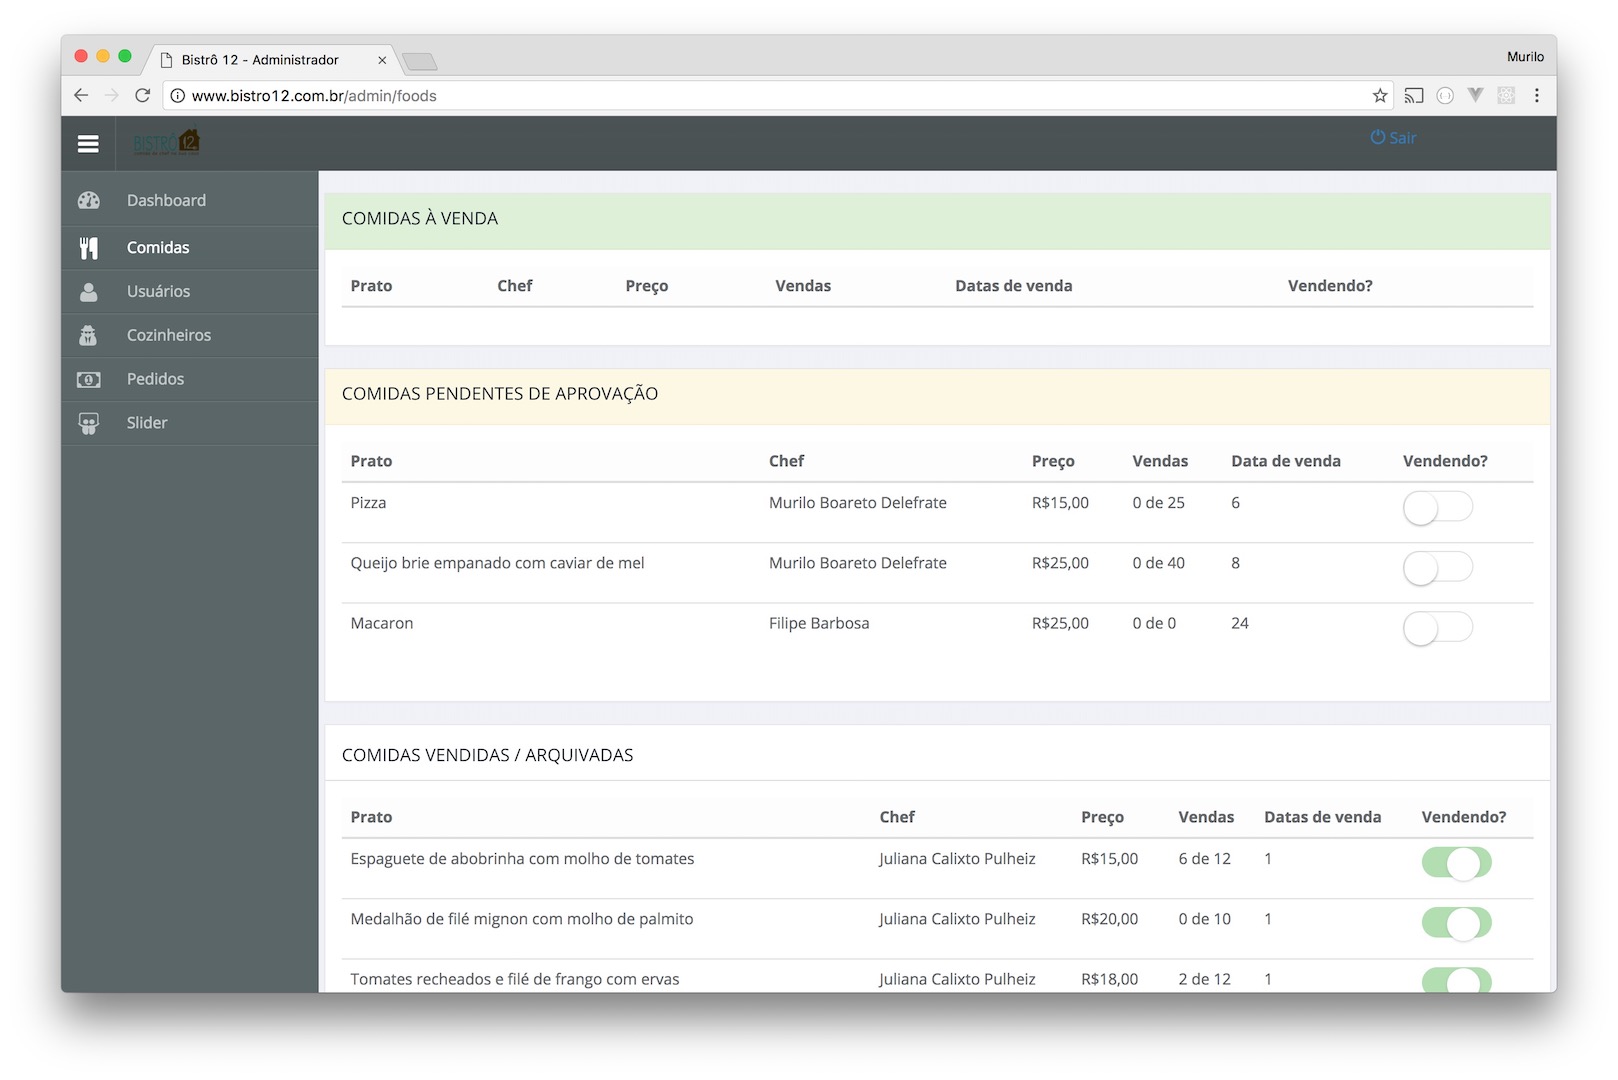 Bistrô 12 - Administrador
Murilo
www.bistro12.com.br/admin/foods
BISTRÔ 12
Sair
Dashboard
Comidas
Usuários
Cozinheiros
Pedidos
Slider
COMIDAS À VENDA
Prato Chef Preço Vendas Datas de venda Vendendo?
COMIDAS PENDENTES DE APROVAÇÃO
Prato Chef Preço Vendas Data de venda Vendendo?
Pizza Murilo Boareto Delefrate R$15,00 0 de 25 6
Queijo brie empanado com caviar de mel Murilo Boareto Delefrate R$25,00 0 de 40 8
Macaron Filipe Barbosa R$25,00 0 de 0 24
COMIDAS VENDIDAS / ARQUIVADAS
Prato Chef Preço Vendas Datas de venda Vendendo?
Espaguete de abobrinha com molho de tomates Juliana Calixto Pulheiz R$15,00 6 de 12 1
Medalhão de filé mignon com molho de palmito Juliana Calixto Pulheiz R$20,00 0 de 10 1
Tomates recheados e filé de frango com ervas Juliana Calixto Pulheiz R$18,00 2 de 12 1